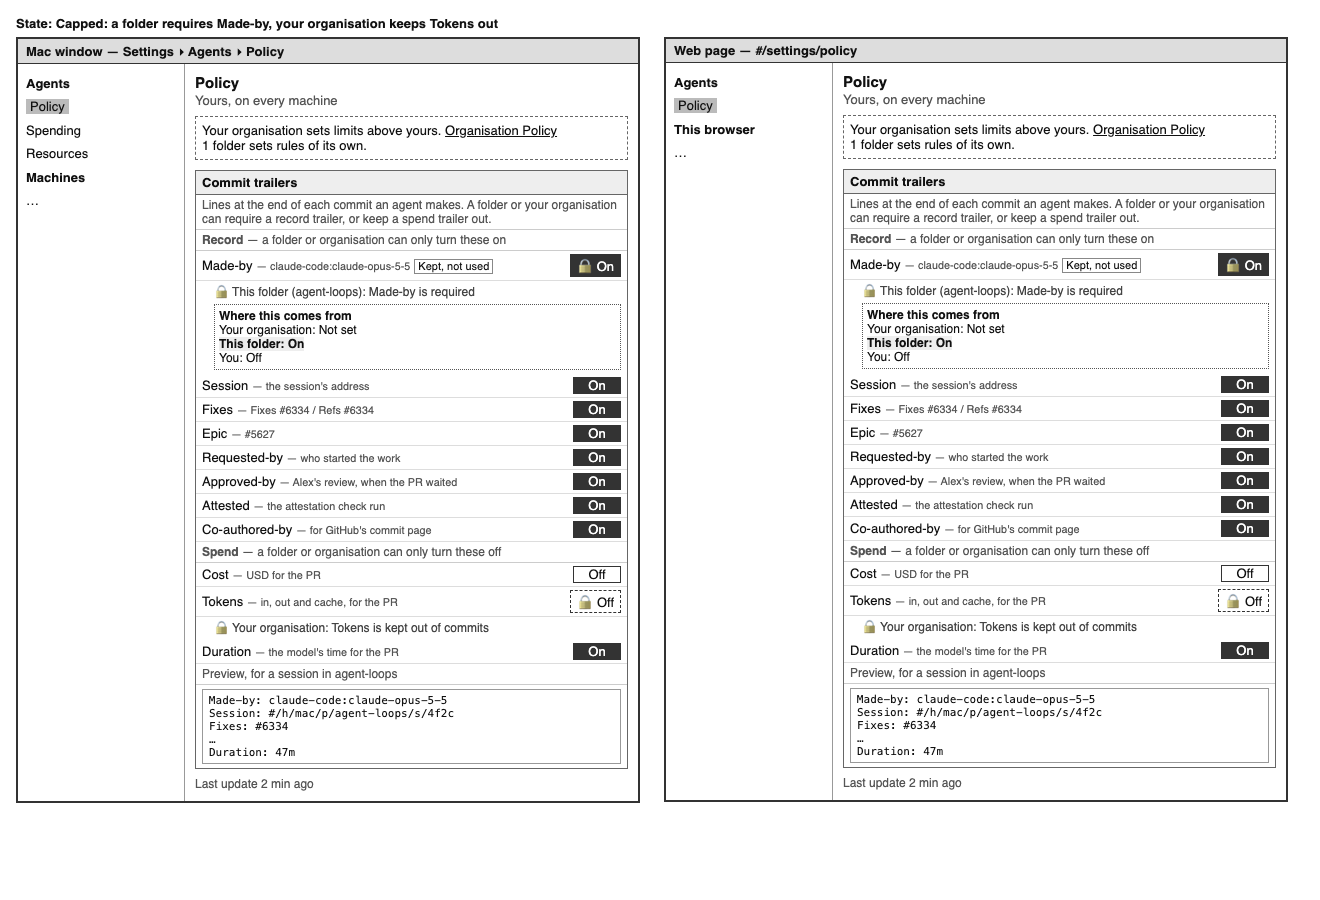 State: Capped: a folder requires Made-by, your organisation keeps Tokens out
Mac window — Settings › Agents › Policy
Agents
Policy
Spending
Resources
Machines
…
Policy
Yours, on every machine
Your organisation sets limits above yours. Organisation Policy
1 folder sets rules of its own.
Commit trailers
Lines at the end of each commit an agent makes. A folder or your organisation
can require a record trailer, or keep a spend trailer out.
Record — a folder or organisation can only turn these on
Made-by — claude-code:claude-opus-5-5 Kept, not used 🔒 On
🔒 This folder (agent-loops): Made-by is required
Where this comes from
Your organisation: Not set
This folder: On
You: Off
Session — the session's address On
Fixes — Fixes #6334 / Refs #6334 On
Epic — #5627 On
Requested-by — who started the work On
Approved-by — Alex's review, when the PR waited On
Attested — the attestation check run On
Co-authored-by — for GitHub's commit page On
Spend — a folder or organisation can only turn these off
Cost — USD for the PR Off
Tokens — in, out and cache, for the PR 🔒 Off
🔒 Your organisation: Tokens is kept out of commits
Duration — the model's time for the PR On
Preview, for a session in agent-loops
Made-by: claude-code:claude-opus-5-5
Session: #/h/mac/p/agent-loops/s/4f2c
Fixes: #6334
…
Duration: 47m
Last update 2 min ago
Web page — #/settings/policy
Agents
Policy
This browser
…
Policy
Yours, on every machine
Your organisation sets limits above yours. Organisation Policy
1 folder sets rules of its own.
Commit trailers
Lines at the end of each commit an agent makes. A folder or your organisation
can require a record trailer, or keep a spend trailer out.
Record — a folder or organisation can only turn these on
Made-by — claude-code:claude-opus-5-5 Kept, not used 🔒 On
🔒 This folder (agent-loops): Made-by is required
Where this comes from
Your organisation: Not set
This folder: On
You: Off
Session — the session's address On
Fixes — Fixes #6334 / Refs #6334 On
Epic — #5627 On
Requested-by — who started the work On
Approved-by — Alex's review, when the PR waited On
Attested — the attestation check run On
Co-authored-by — for GitHub's commit page On
Spend — a folder or organisation can only turn these off
Cost — USD for the PR Off
Tokens — in, out and cache, for the PR 🔒 Off
🔒 Your organisation: Tokens is kept out of commits
Duration — the model's time for the PR On
Preview, for a session in agent-loops
Made-by: claude-code:claude-opus-5-5
Session: #/h/mac/p/agent-loops/s/4f2c
Fixes: #6334
…
Duration: 47m
Last update 2 min ago